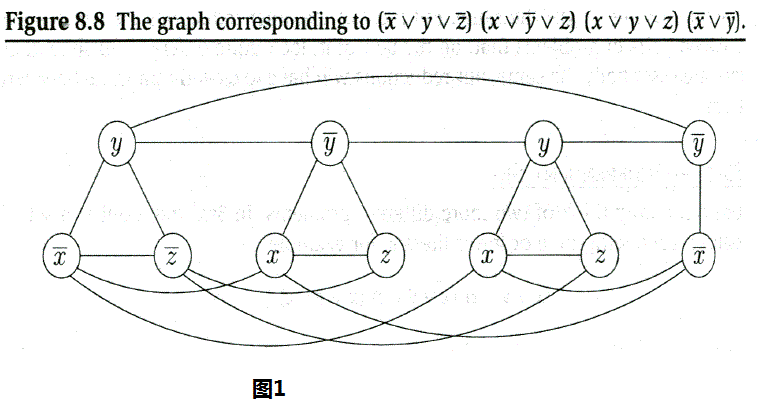 Figure 8.8 The graph corresponding to (x̅ ∨ y ∨ z̅) (x ∨ y̅ ∨ z) (x ∨ y ∨ z) (x̅ ∨ y̅).
y y̅ y y̅
x̅ z̅ x z x z x̅
图1